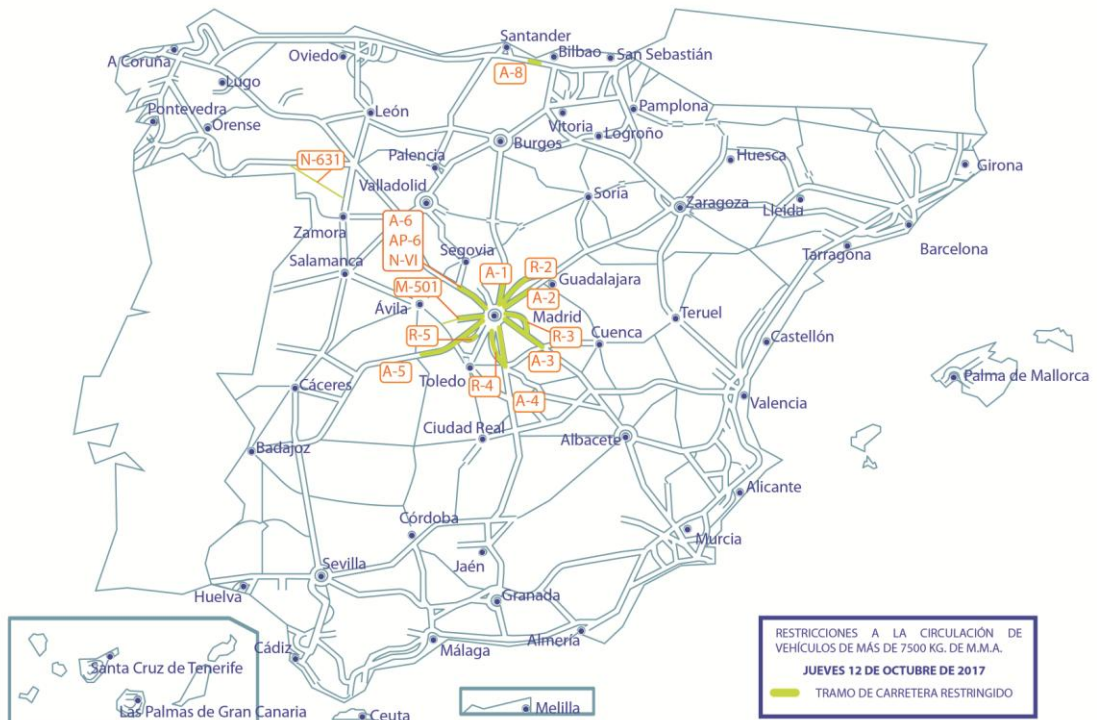 Santander
Bilbao
San Sebastián
A Coruña
Oviedo
A-8
Lugo
Pontevedra
Orense
León
Vitoria
Pamplona
Logroño
Burgos
Huesca
Girona
N-631
Palencia
Valladolid
Soria
Zaragoza
Lleida
Barcelona
Tarragona
Zamora
A-6
AP-6
N-VI
Segovia
Salamanca
A-1
R-2
Guadalajara
M-501
A-2
Ávila
Madrid
Teruel
Castellón
R-5
R-3
Cuenca
A-3
A-5
Toledo
R-4
A-4
Palma de Mallorca
Cáceres
Valencia
Ciudad Real
Albacete
Badajoz
Alicante
Córdoba
Murcia
Jaén
Sevilla
Huelva
Granada
Almería
Cádiz
Málaga
Santa Cruz de Tenerife
Las Palmas de Gran Canaria
Ceuta
Melilla
RESTRICCIONES A LA CIRCULACIÓN DE
VEHÍCULOS DE MÁS DE 7500 KG. DE M.M.A.
JUEVES 12 DE OCTUBRE DE 2017
TRAMO DE CARRETERA RESTRINGIDO